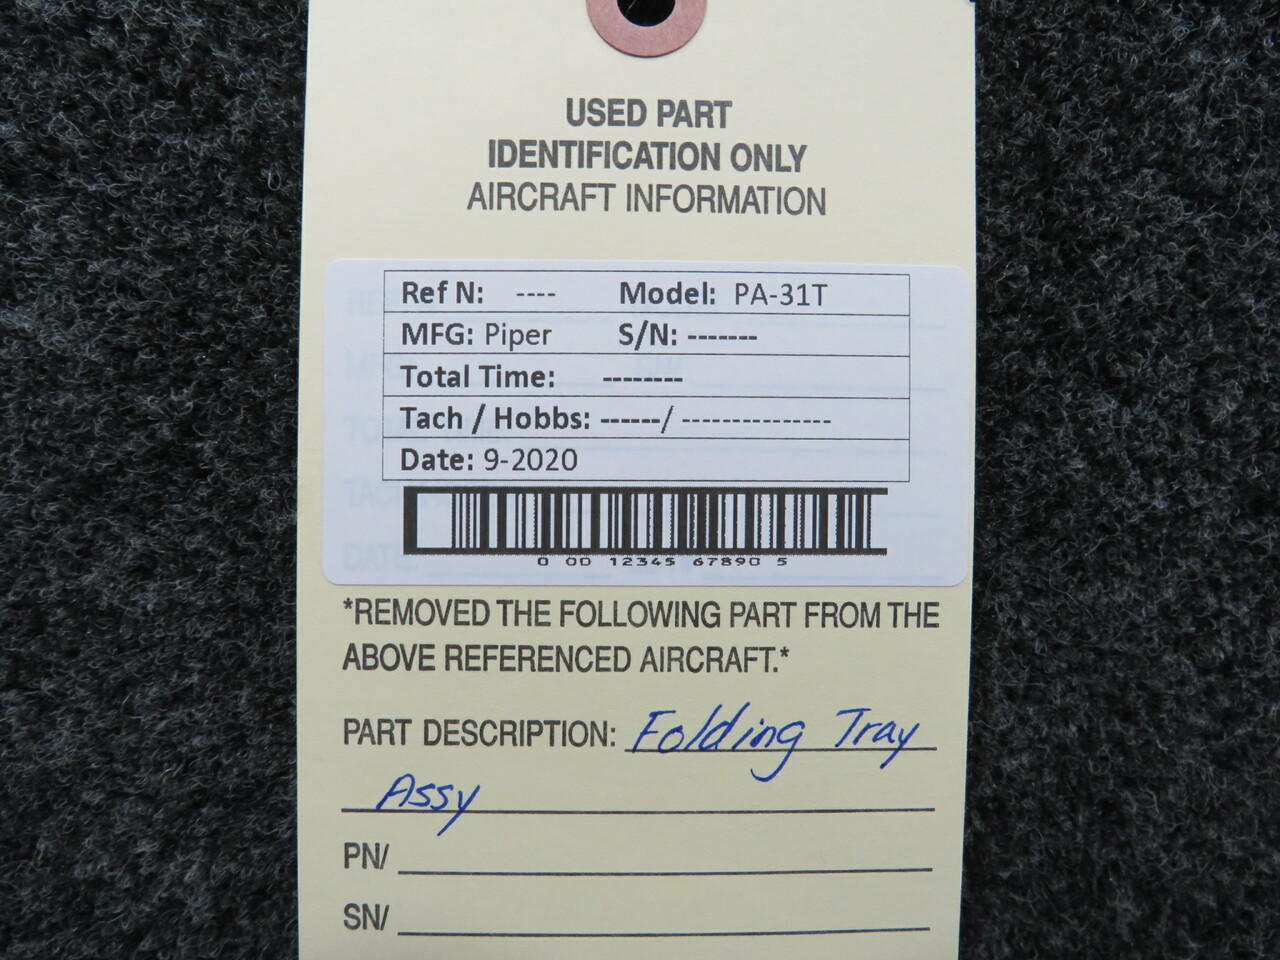 USED PART
IDENTIFICATION ONLY
AIRCRAFT INFORMATION
Ref N: ---- Model: PA-31T
MFG: Piper S/N: -------
Total Time: --------
Tach / Hobbs: ------/ ---------------
Date: 9-2020
0 00 12345 67890 5
*REMOVED THE FOLLOWING PART FROM THE
ABOVE REFERENCED AIRCRAFT.*
PART DESCRIPTION: Folding Tray
Assy
PN/
SN/